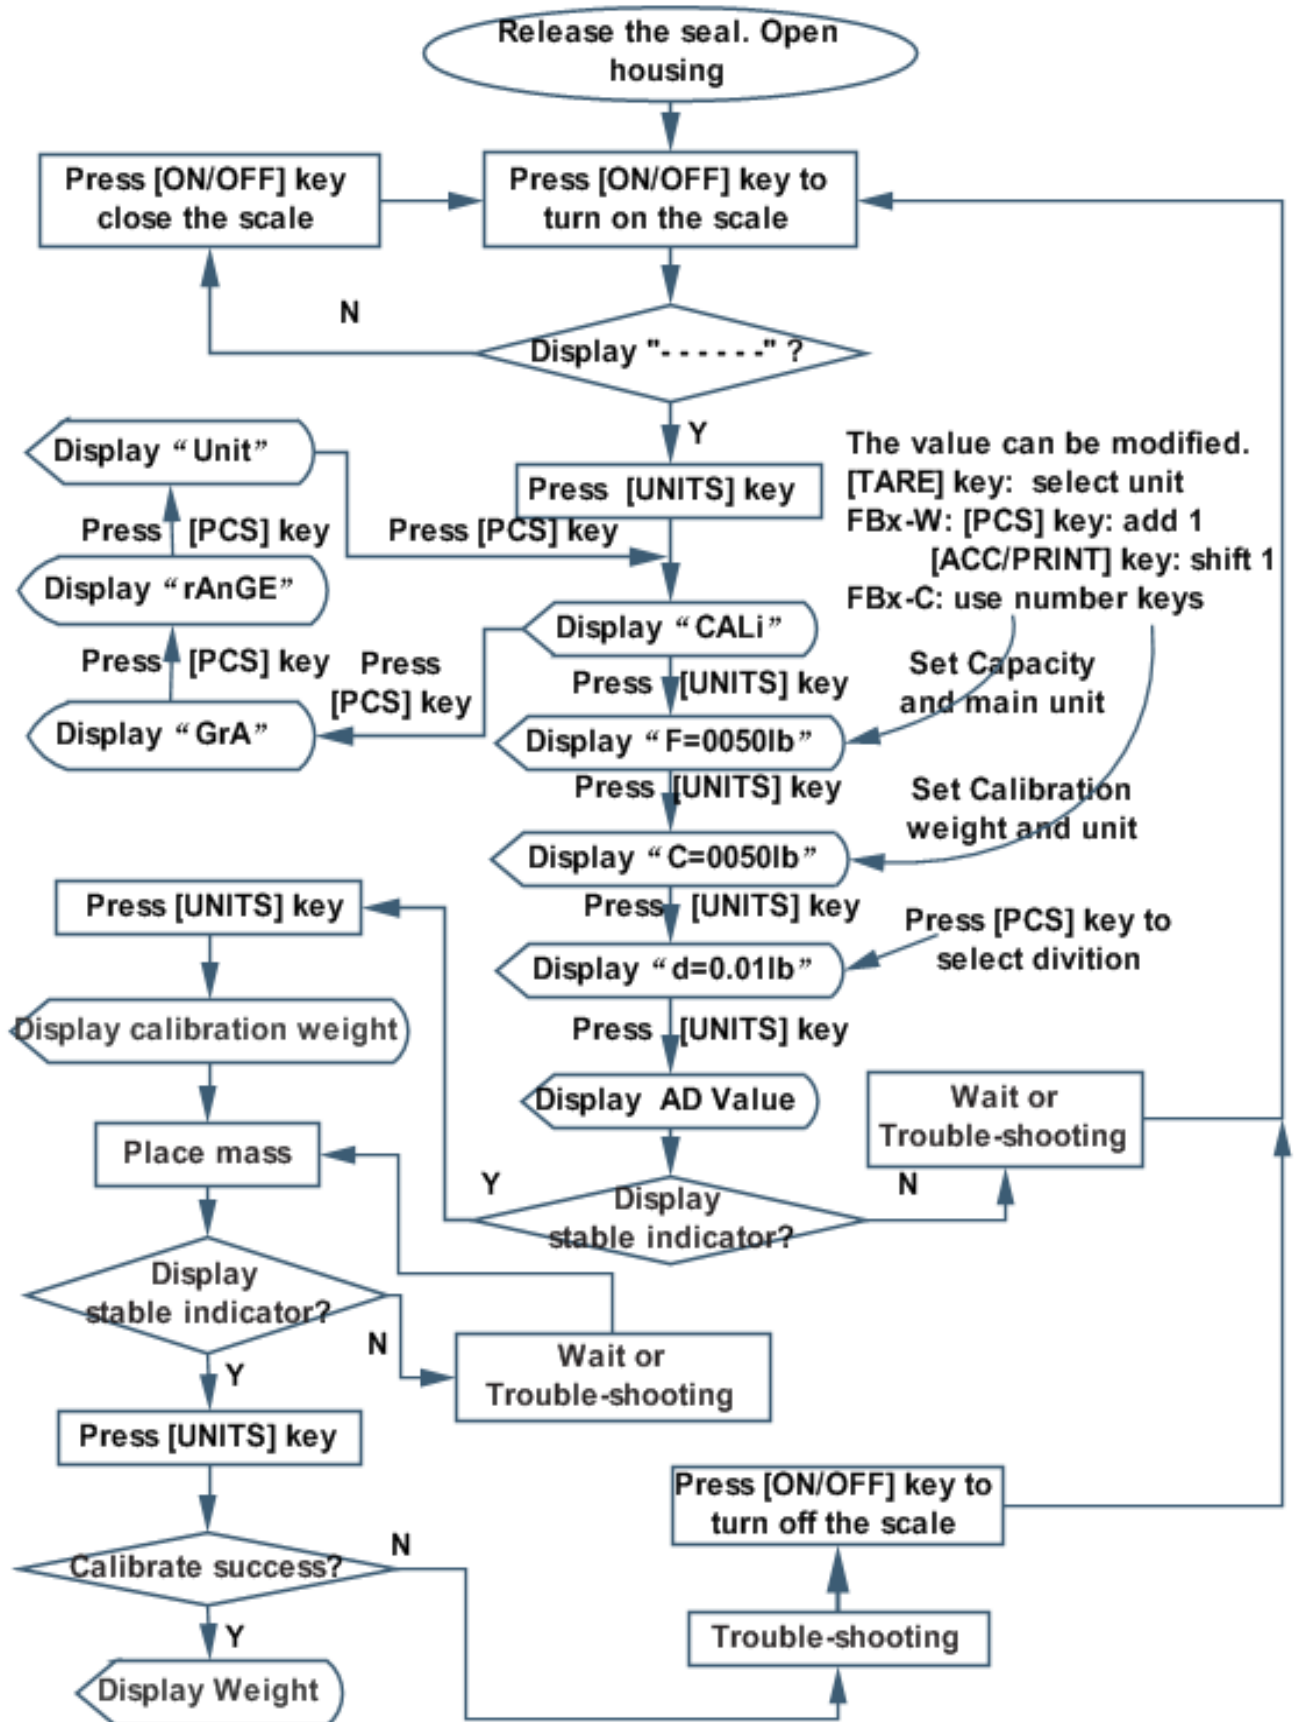 Release the seal. Open
housing
Press [ON/OFF] key
close the scale
Press [ON/OFF] key to
turn on the scale
N
Display "- - - - - -" ?
Y
Display “Unit”
Press [UNITS] key
The value can be modified.
[TARE] key: select unit
FBx-W: [PCS] key: add 1
[ACC/PRINT] key: shift 1
FBx-C: use number keys
Press [PCS] key
Press [PCS] key
Display “rAnGE”
Display “CALi”
Press [PCS] key
Press
[PCS] key
Press [UNITS] key
Set Capacity
and main unit
Display “GrA”
Display “F=0050lb”
Press [UNITS] key
Set Calibration
weight and unit
Display “C=0050lb”
Press [UNITS] key
Press [UNITS] key
Press [PCS] key to
select divition
Display “d=0.01lb”
Display calibration weight
Press [UNITS] key
Display AD Value
Wait or
Trouble-shooting
Place mass
Y
N
Display
stable indicator?
Display
stable indicator?
N
Wait or
Trouble-shooting
Y
Press [UNITS] key
Press [ON/OFF] key to
turn off the scale
Calibrate success?
N
Y
Trouble-shooting
Display Weight